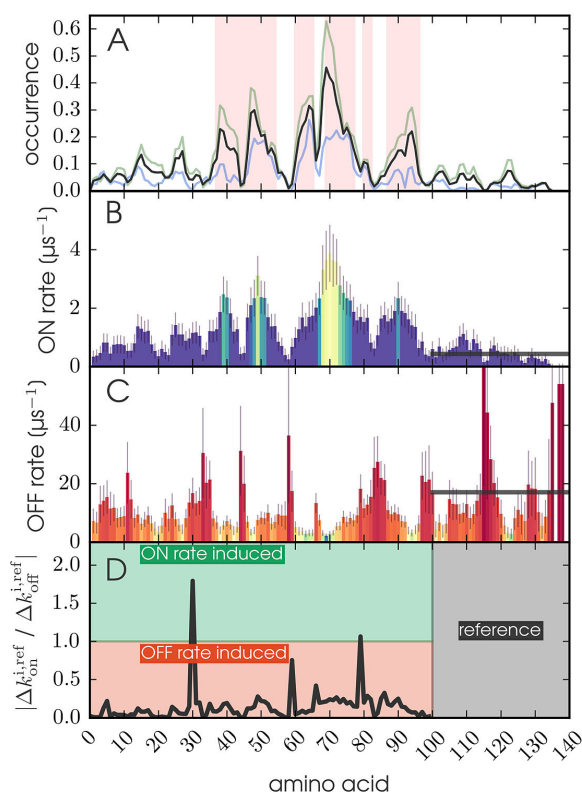 A
occurrence
0.6
0.5
0.4
0.3
0.2
0.1
0.0
B
ON rate (μs⁻¹)
4
2
0
C
OFF rate (μs⁻¹)
40
20
0
D
|Δk_on^{i,ref} / Δk_off^{i,ref}|
2.0
1.5
1.0
0.5
0.0
ON rate induced
OFF rate induced
reference
0 10 20 30 40 50 60 70 80 90 100 110 120 130 140
amino acid